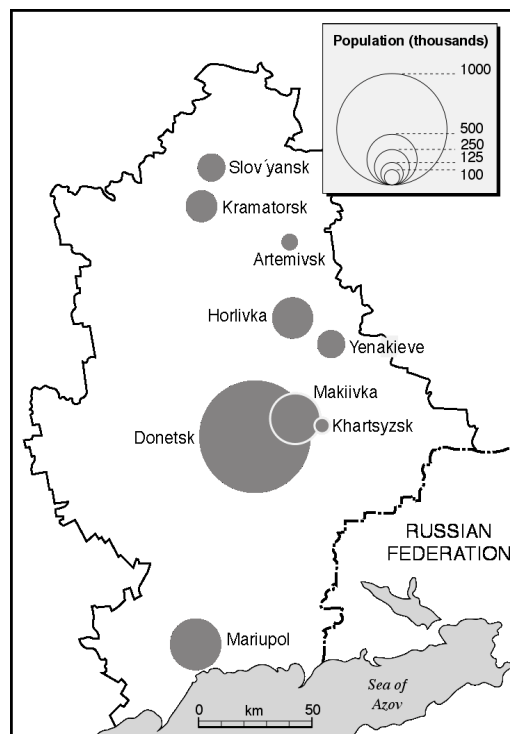 Population (thousands)
1000
500
250
125
100
Slov´yansk
Kramatorsk
Artemivsk
Horlivka
Yenakieve
Makiivka
Khartsyzsk
Donetsk
RUSSIAN
FEDERATION
Mariupol
Sea of
Azov
0 km 50